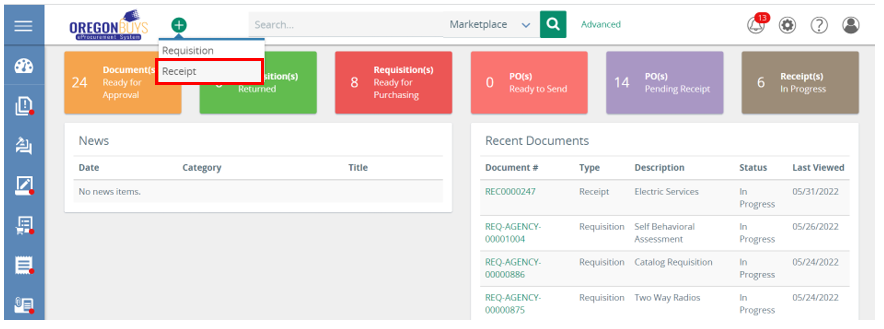 OREGONBUYS
eProcurement System
Search...
Marketplace
Advanced
13
Requisition
Receipt
24
Document(s)
Ready for
Approval
isition(s)
Returned
8
Requisition(s)
Ready for
Purchasing
0
PO(s)
Ready to Send
14
PO(s)
Pending Receipt
6
Receipt(s)
In Progress
News
Date Category Title
No news items.
Recent Documents
Document # Type Description Status Last Viewed
REC0000247 Receipt Electric Services In Progress 05/31/2022
REQ-AGENCY-00001004 Requisition Self Behavioral Assessment In Progress 05/26/2022
REQ-AGENCY-00000886 Requisition Catalog Requisition In Progress 05/24/2022
REQ-AGENCY-00000875 Requisition Two Way Radios In Progress 05/24/2022